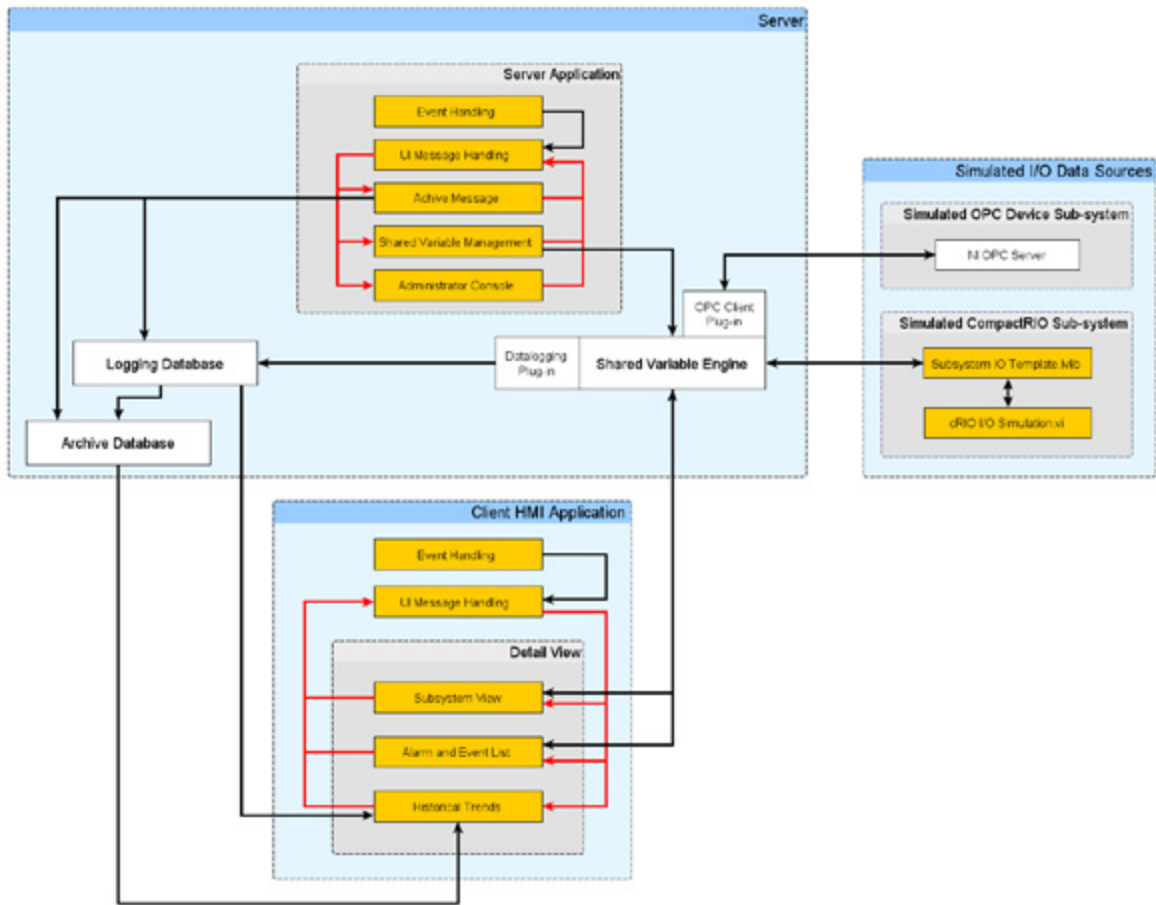 Server
Server Application
Event Handling
UI Message Handling
Achive Message
Shared Variable Management
Administrator Console
OPC Client
Plug-in
Datalogging
Plug-in
Shared Variable Engine
Logging Database
Archive Database
Simulated I/O Data Sources
Simulated OPC Device Sub-system
NI OPC Server
Simulated CompactRIO Sub-system
Subsystem IO Template.lvlib
cRIO I/O Simulation.vi
Client HMI Application
Event Handling
UI Message Handling
Detail View
Subsystem View
Alarm and Event List
Historical Trends